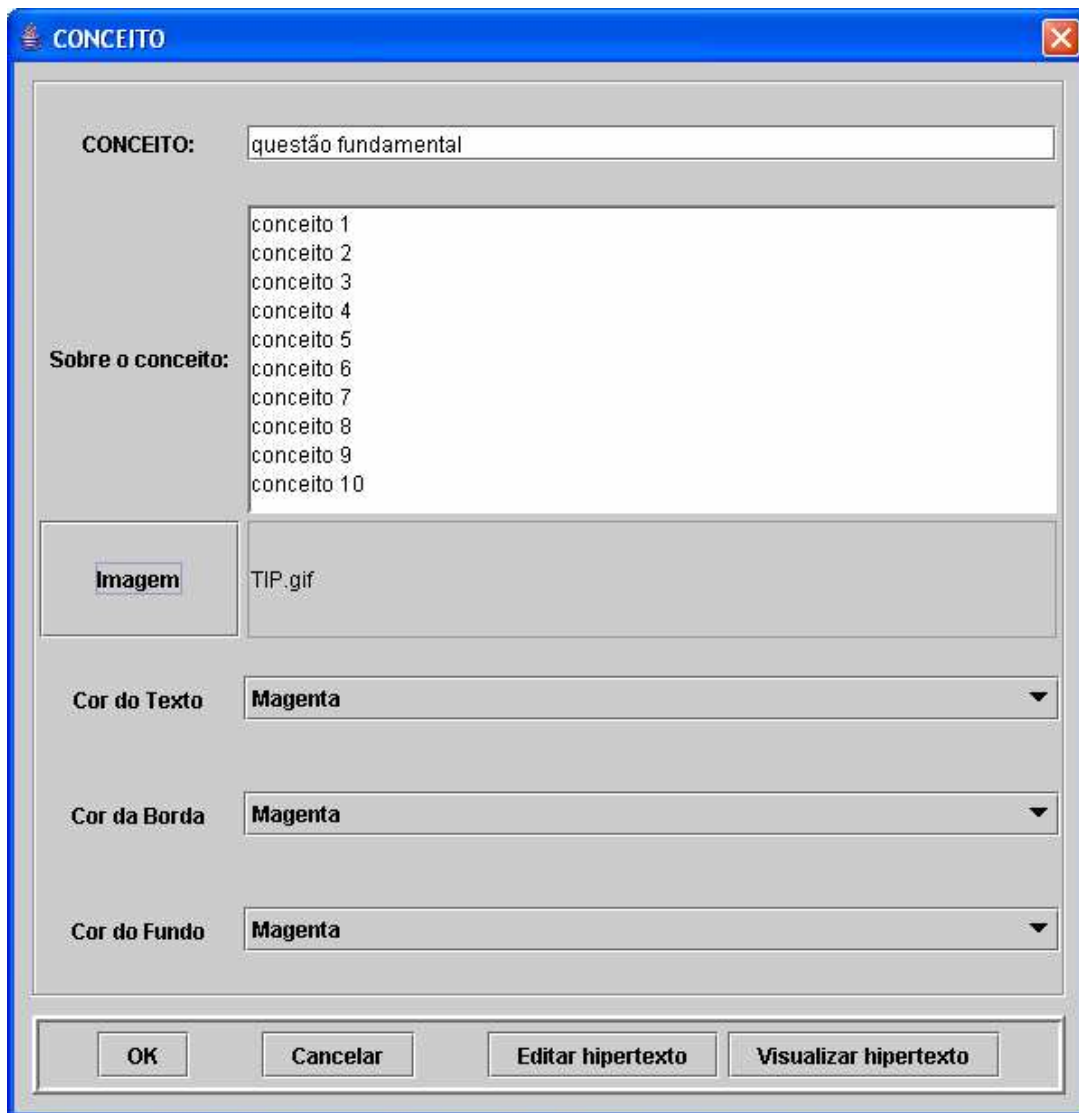 CONCEITO
CONCEITO: questão fundamental
Sobre o conceito:
conceito 1
conceito 2
conceito 3
conceito 4
conceito 5
conceito 6
conceito 7
conceito 8
conceito 9
conceito 10
Imagem TIP.gif
Cor do Texto Magenta
Cor da Borda Magenta
Cor do Fundo Magenta
OK Cancelar Editar hipertexto Visualizar hipertexto